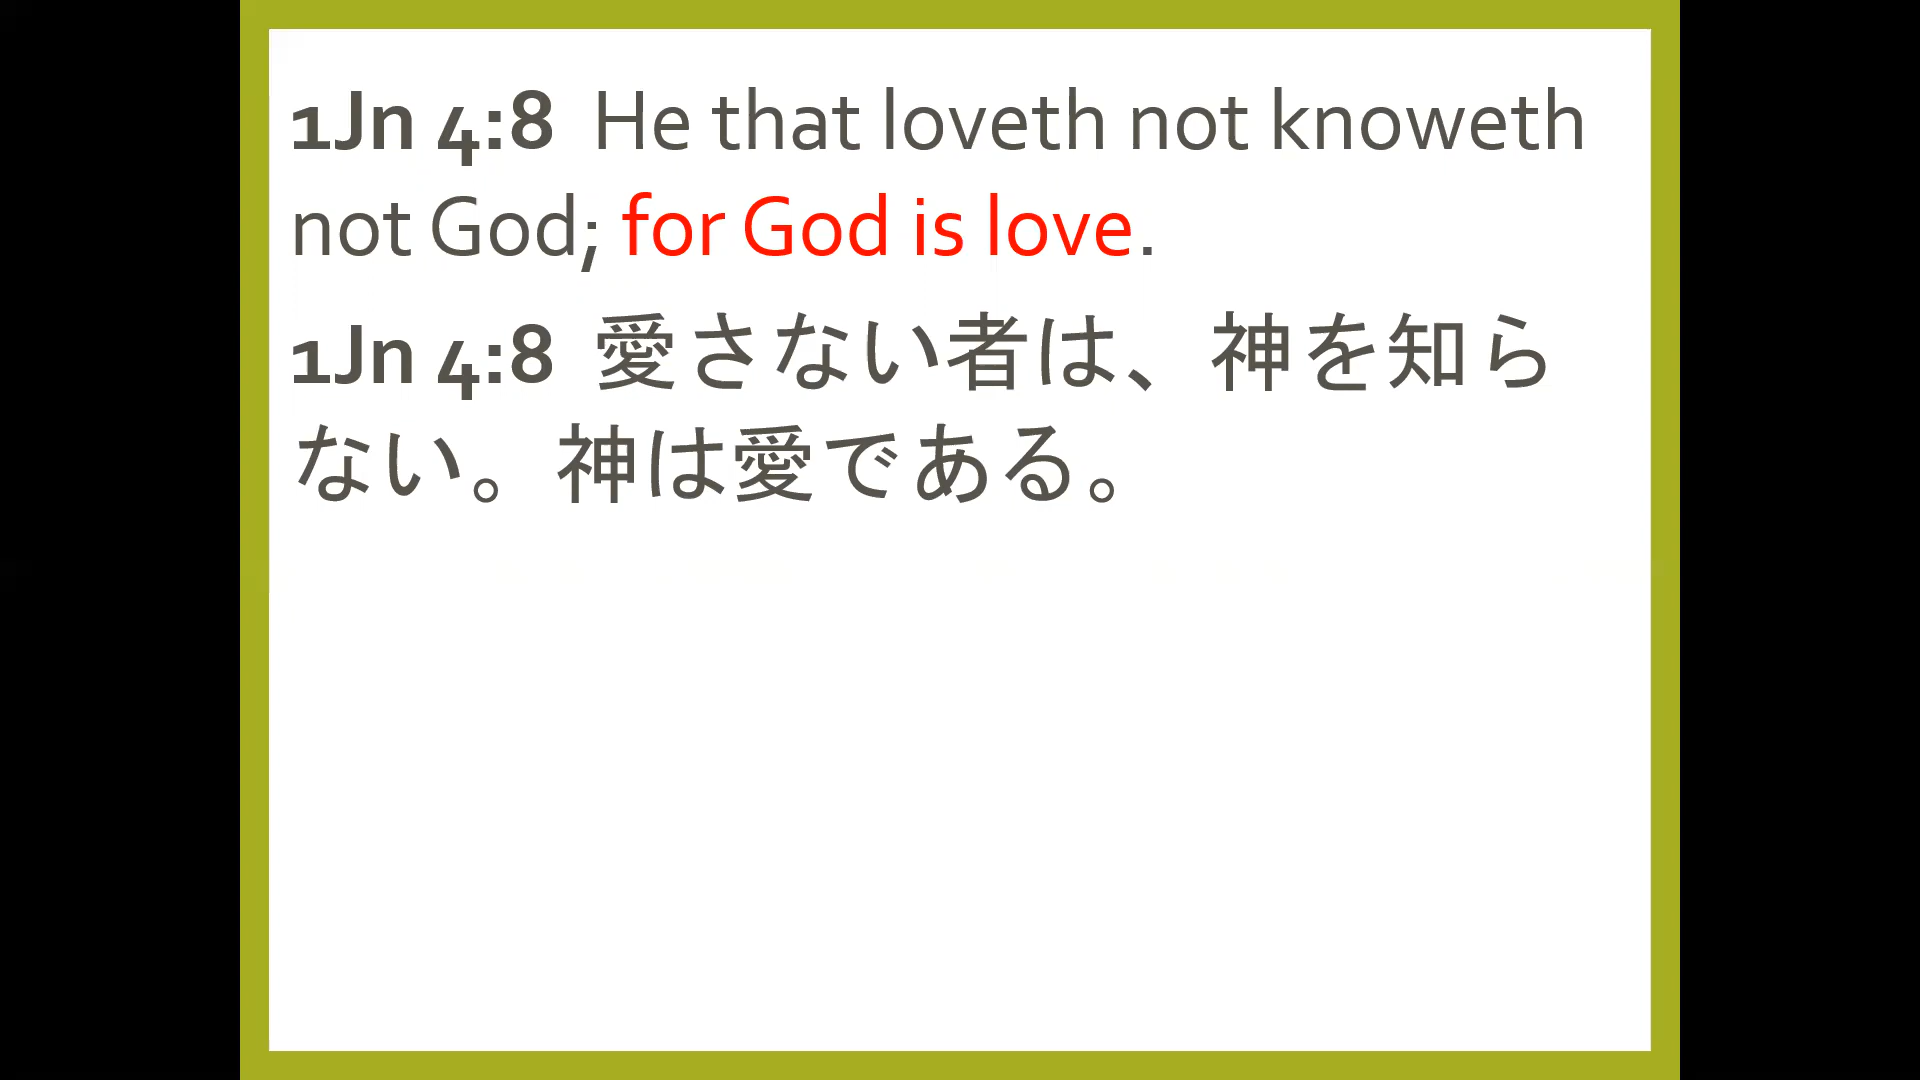 1Jn 4:8 He that loveth not knoweth
not God; for God is love.
1Jn 4:8 愛さない者は、神を知ら
ない。神は愛である。